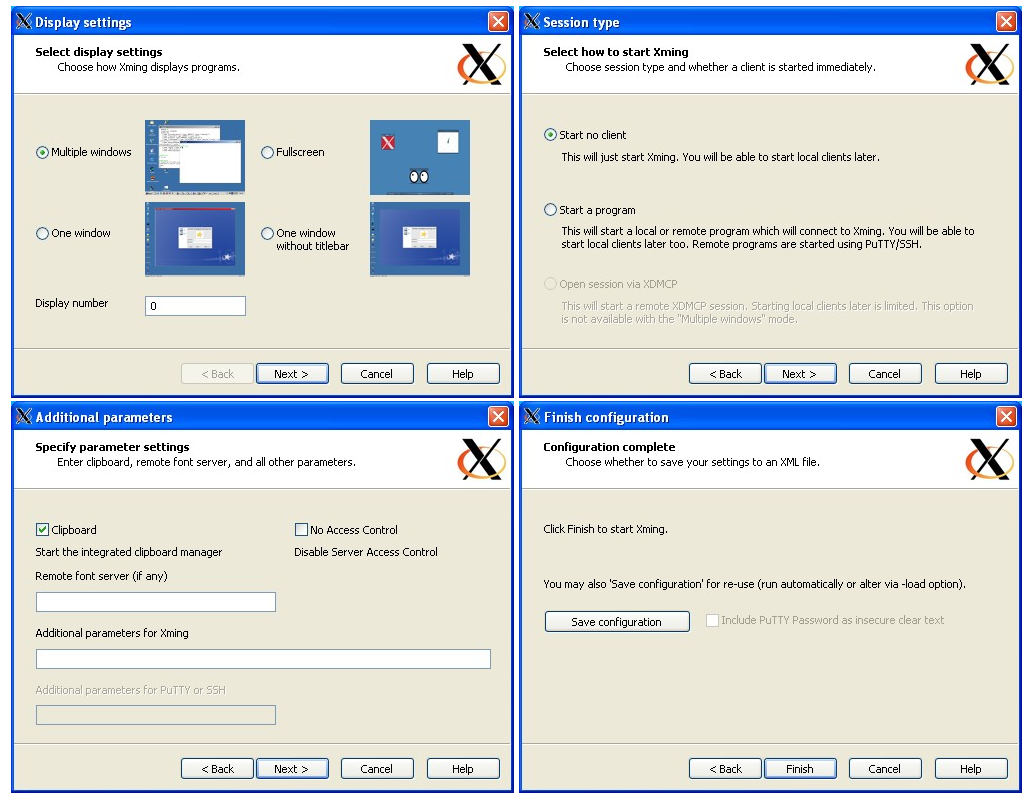 Display settings
Select display settings
Choose how Xming displays programs.
Multiple windows
Fullscreen
One window
One window
without titlebar
Display number
0
< Back
Next >
Cancel
Help
Session type
Select how to start Xming
Choose session type and whether a client is started immediately.
Start no client
This will just start Xming. You will be able to start local clients later.
Start a program
This will start a local or remote program which will connect to Xming. You will be able to
start local clients later too. Remote programs are started using PuTTY/SSH.
Open session via XDMCP
This will start a remote XDMCP session. Starting local clients later is limited. This option
is not available with the "Multiple windows" mode.
< Back
Next >
Cancel
Help
Additional parameters
Specify parameter settings
Enter clipboard, remote font server, and all other parameters.
Clipboard
No Access Control
Start the integrated clipboard manager
Disable Server Access Control
Remote font server (if any)
Additional parameters for Xming
Additional parameters for PuTTY or SSH
< Back
Next >
Cancel
Help
Finish configuration
Configuration complete
Choose whether to save your settings to an XML file.
Click Finish to start Xming.
You may also 'Save configuration' for re-use (run automatically or alter via -load option).
Save configuration
Include PuTTY Password as insecure clear text
< Back
Finish
Cancel
Help